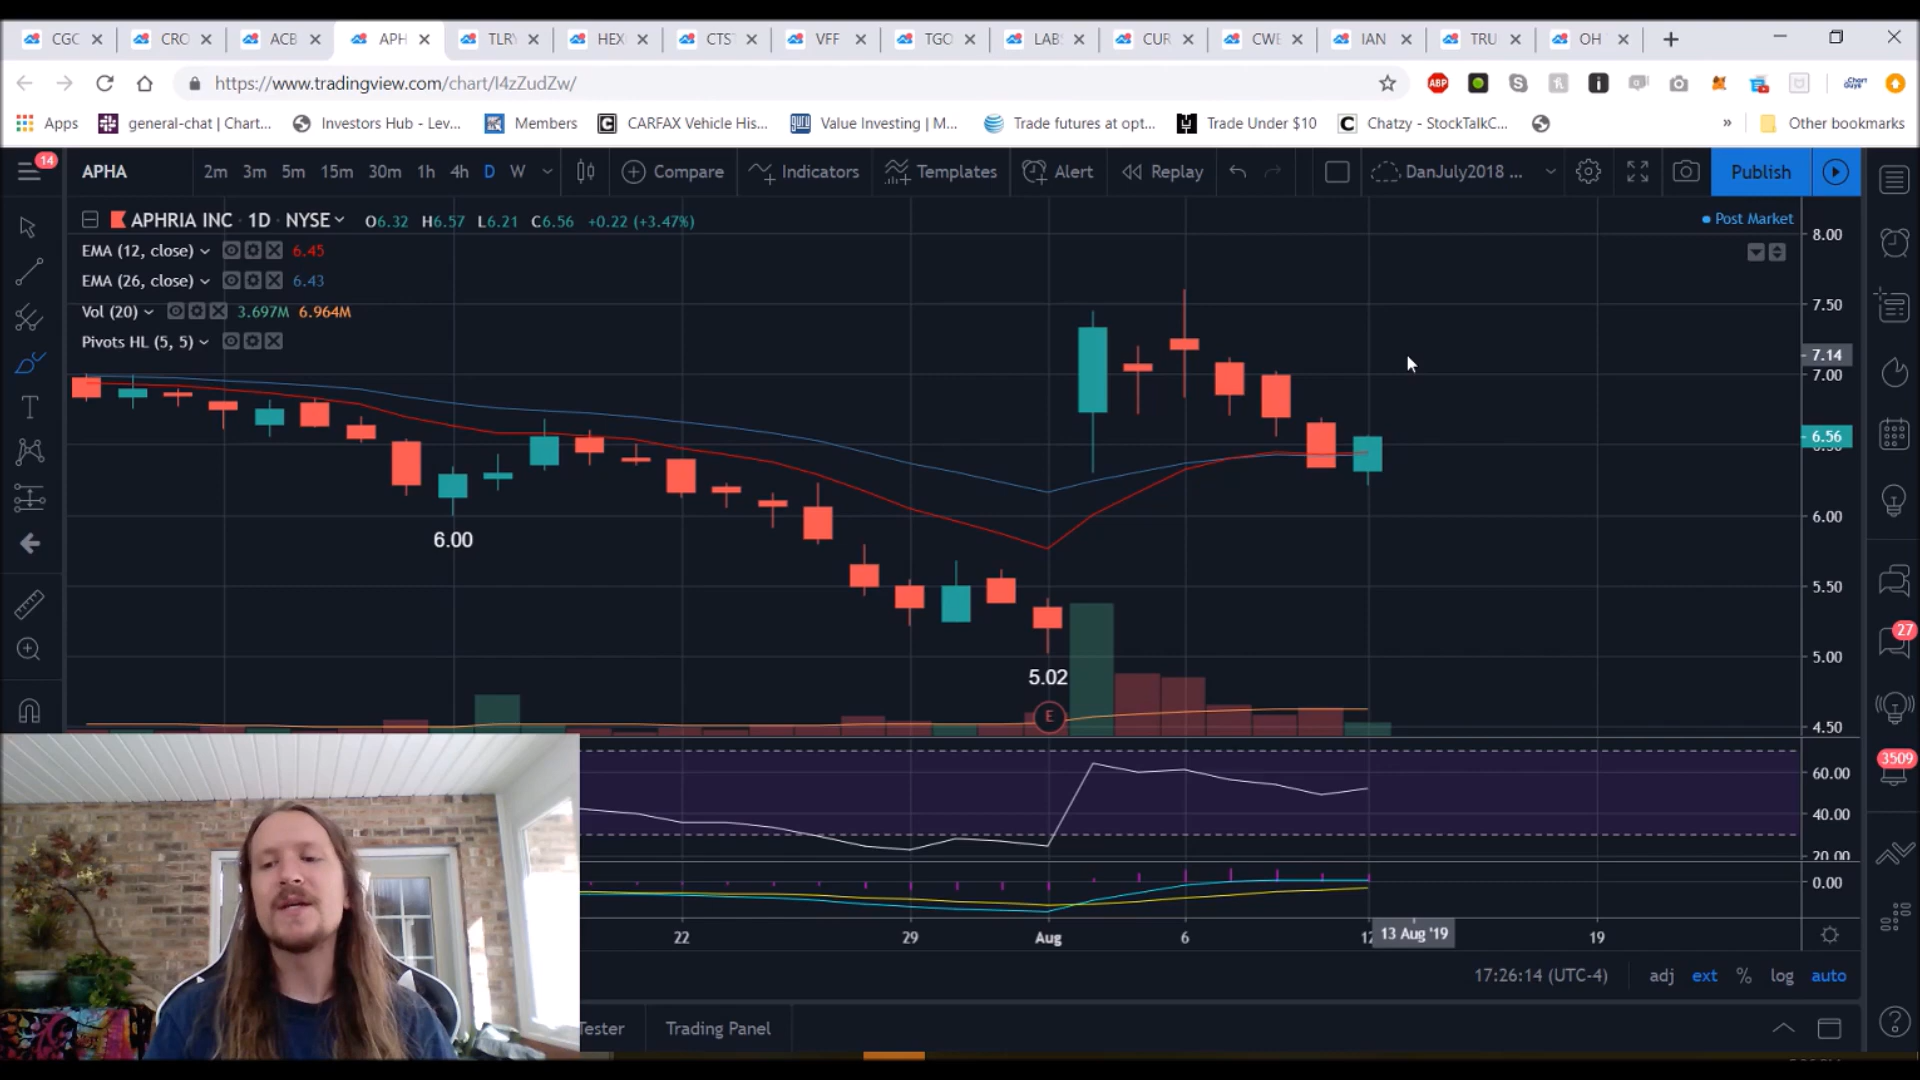 CGC CRO ACB APH TLRY HEX CTS VFF TGO LAB CUR CWE IAN TRU OH
https://www.tradingview.com/chart/I4zZudZw/
ABP
Apps general-chat | Chart... Investors Hub - Lev... Members CARFAX Vehicle His... Value Investing | M... Trade futures at opt... Trade Under $10 Chatzy - StockTalkC... » Other bookmarks
14 APHA 2m 3m 5m 15m 30m 1h 4h D W Compare Indicators Templates Alert Replay DanJuly2018 ... Publish
APHRIA INC · 1D · NYSE O6.32 H6.57 L6.21 C6.56 +0.22 (+3.47%) Post Market
EMA (12, close) 6.45
EMA (26, close) 6.43
Vol (20) 3.697M 6.964M
Pivots HL (5, 5)
8.00
7.50
7.14
7.00
6.56
6.00
5.50
5.00
4.50
6.00
5.02
E
60.00
40.00
20.00
0.00
27
3509
22 29 Aug 6 12 13 Aug '19 19
17:26:14 (UTC-4) adj ext % log auto
Tester Trading Panel